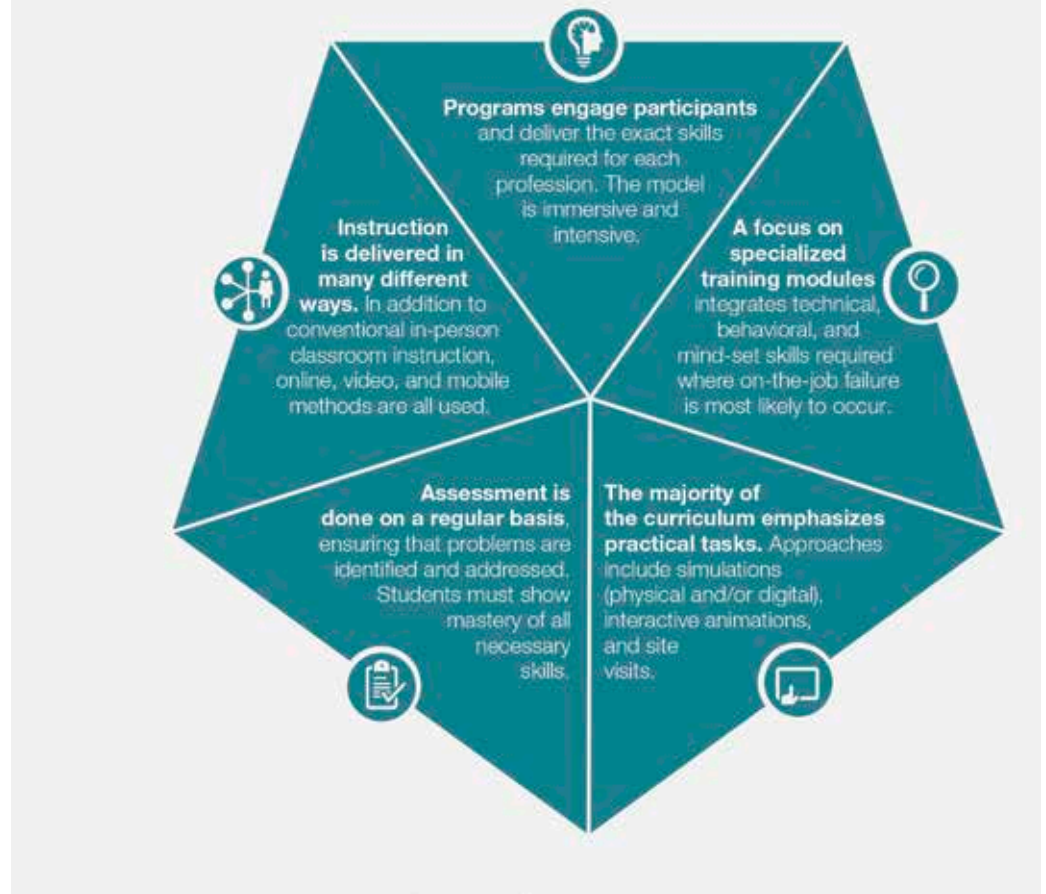 Programs engage participants
and deliver the exact skills
required for each
profession. The model
is immersive and
intensive.
A focus on
specialized
training modules
integrates technical,
behavioral, and
mind-set skills required
where on-the-job failure
is most likely to occur.
The majority of
the curriculum emphasizes
practical tasks. Approaches
include simulations
(physical and/or digital),
interactive animations,
and site
visits.
Assessment is
done on a regular basis,
ensuring that problems are
identified and addressed.
Students must show
mastery of all
necessary
skills.
Instruction
is delivered in
many different
ways. In addition to
conventional in-person
classroom instruction,
online, video, and mobile
methods are all used.